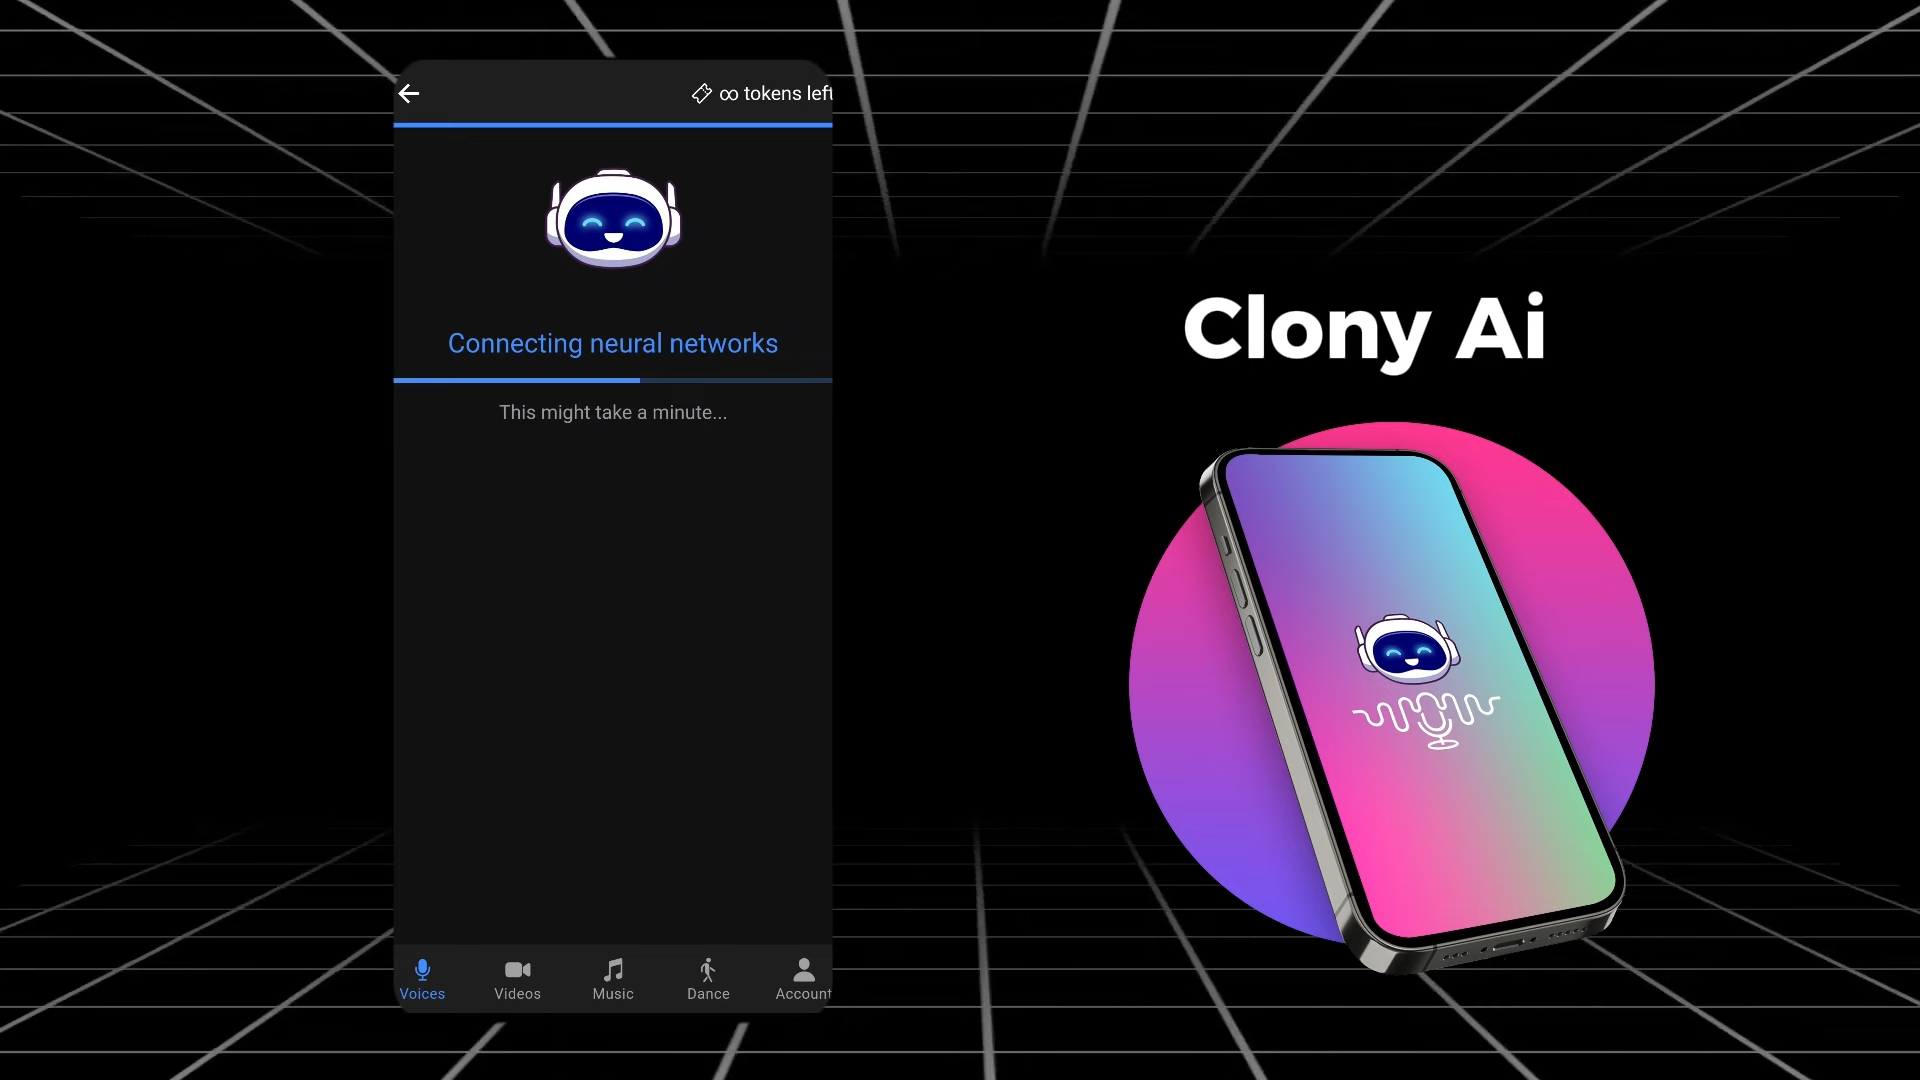 ∞ tokens left
Connecting neural networks
This might take a minute...
Voices
Videos
Music
Dance
Account
Clony Ai